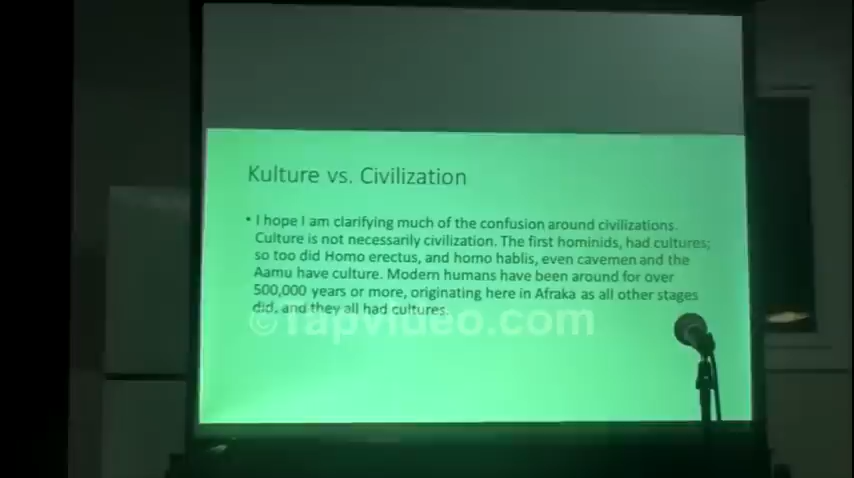 Kulture vs. Civilization
• I hope I am clarifying much of the confusion around civilizations.
Culture is not necessarily civilization. The first hominids, had cultures;
so too did Homo erectus, and homo hablis, even cavemen and the
Aamu have culture. Modern humans have been around for over
500,000 years or more, originating here in Afraka as all other stages
did, and they all had cultures.
©Tapvideo.com